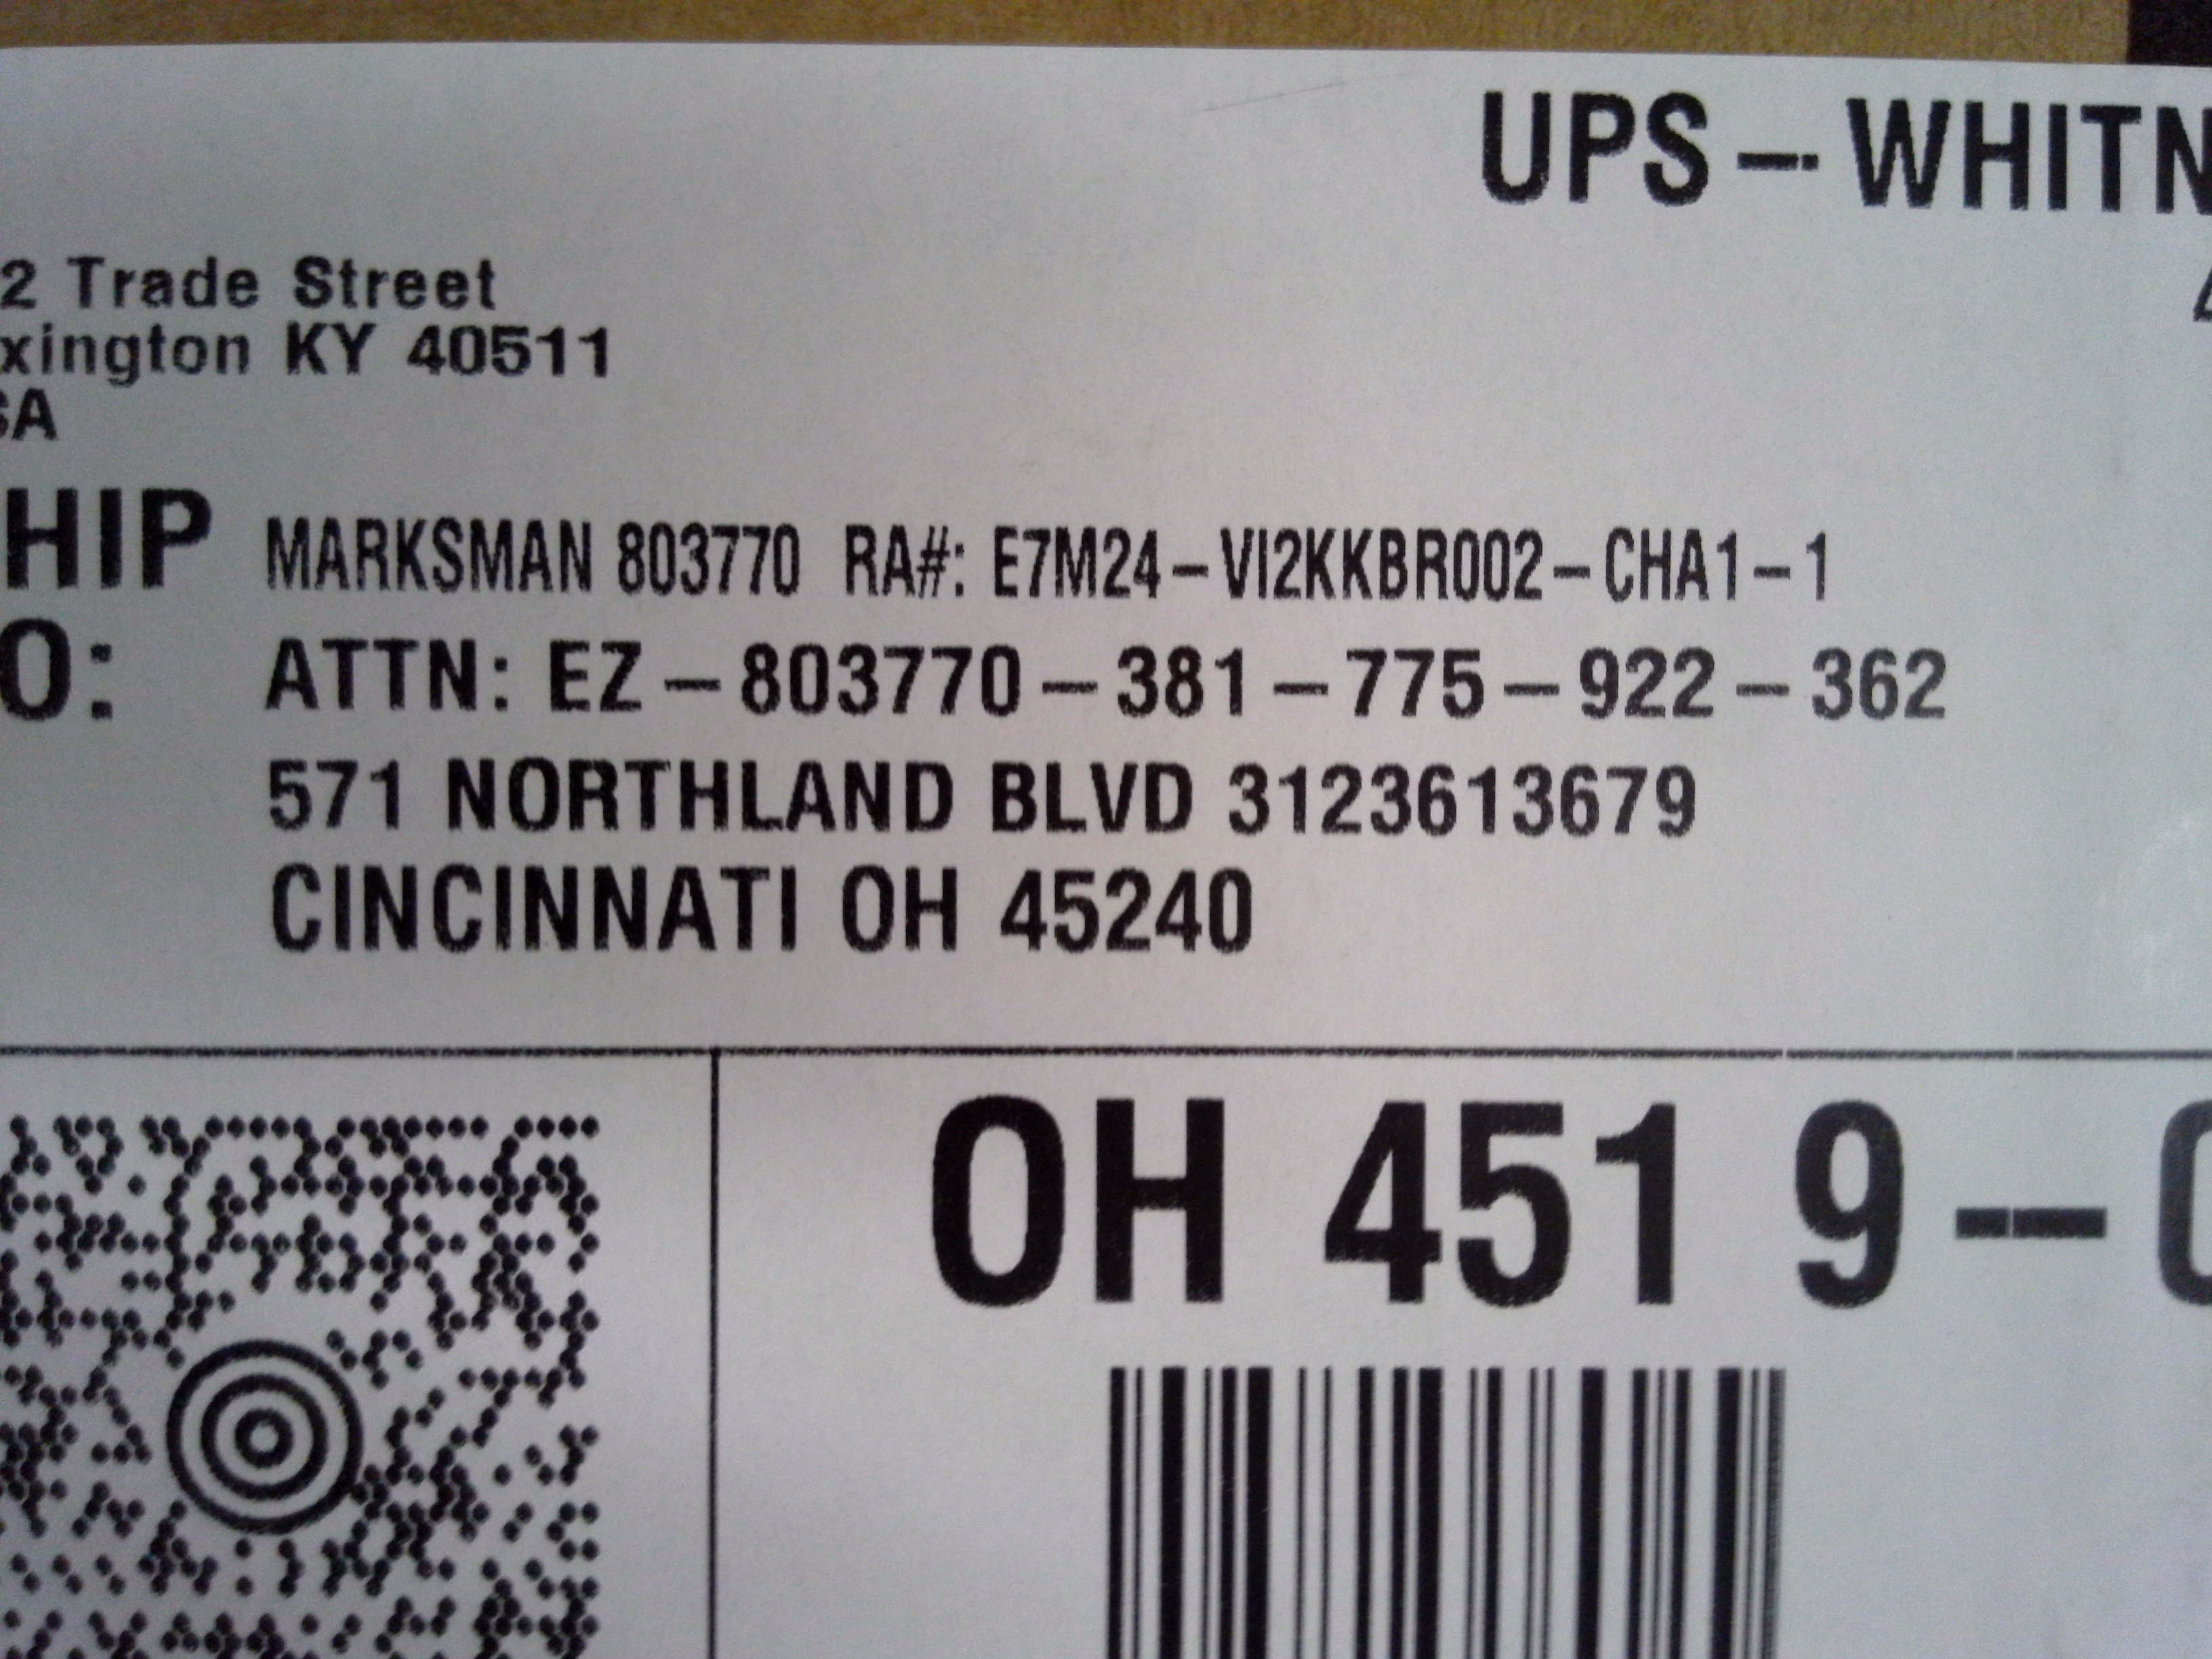 UPS - WHITN
2 Trade Street
xington KY 40511
SA
HIP
O:
MARKSMAN 803770 RA#: E7M24-VI2KKBR002-CHA1-1
ATTN: EZ-803770-381-775-922-362
571 NORTHLAND BLVD 3123613679
CINCINNATI OH 45240
OH 451 9-0